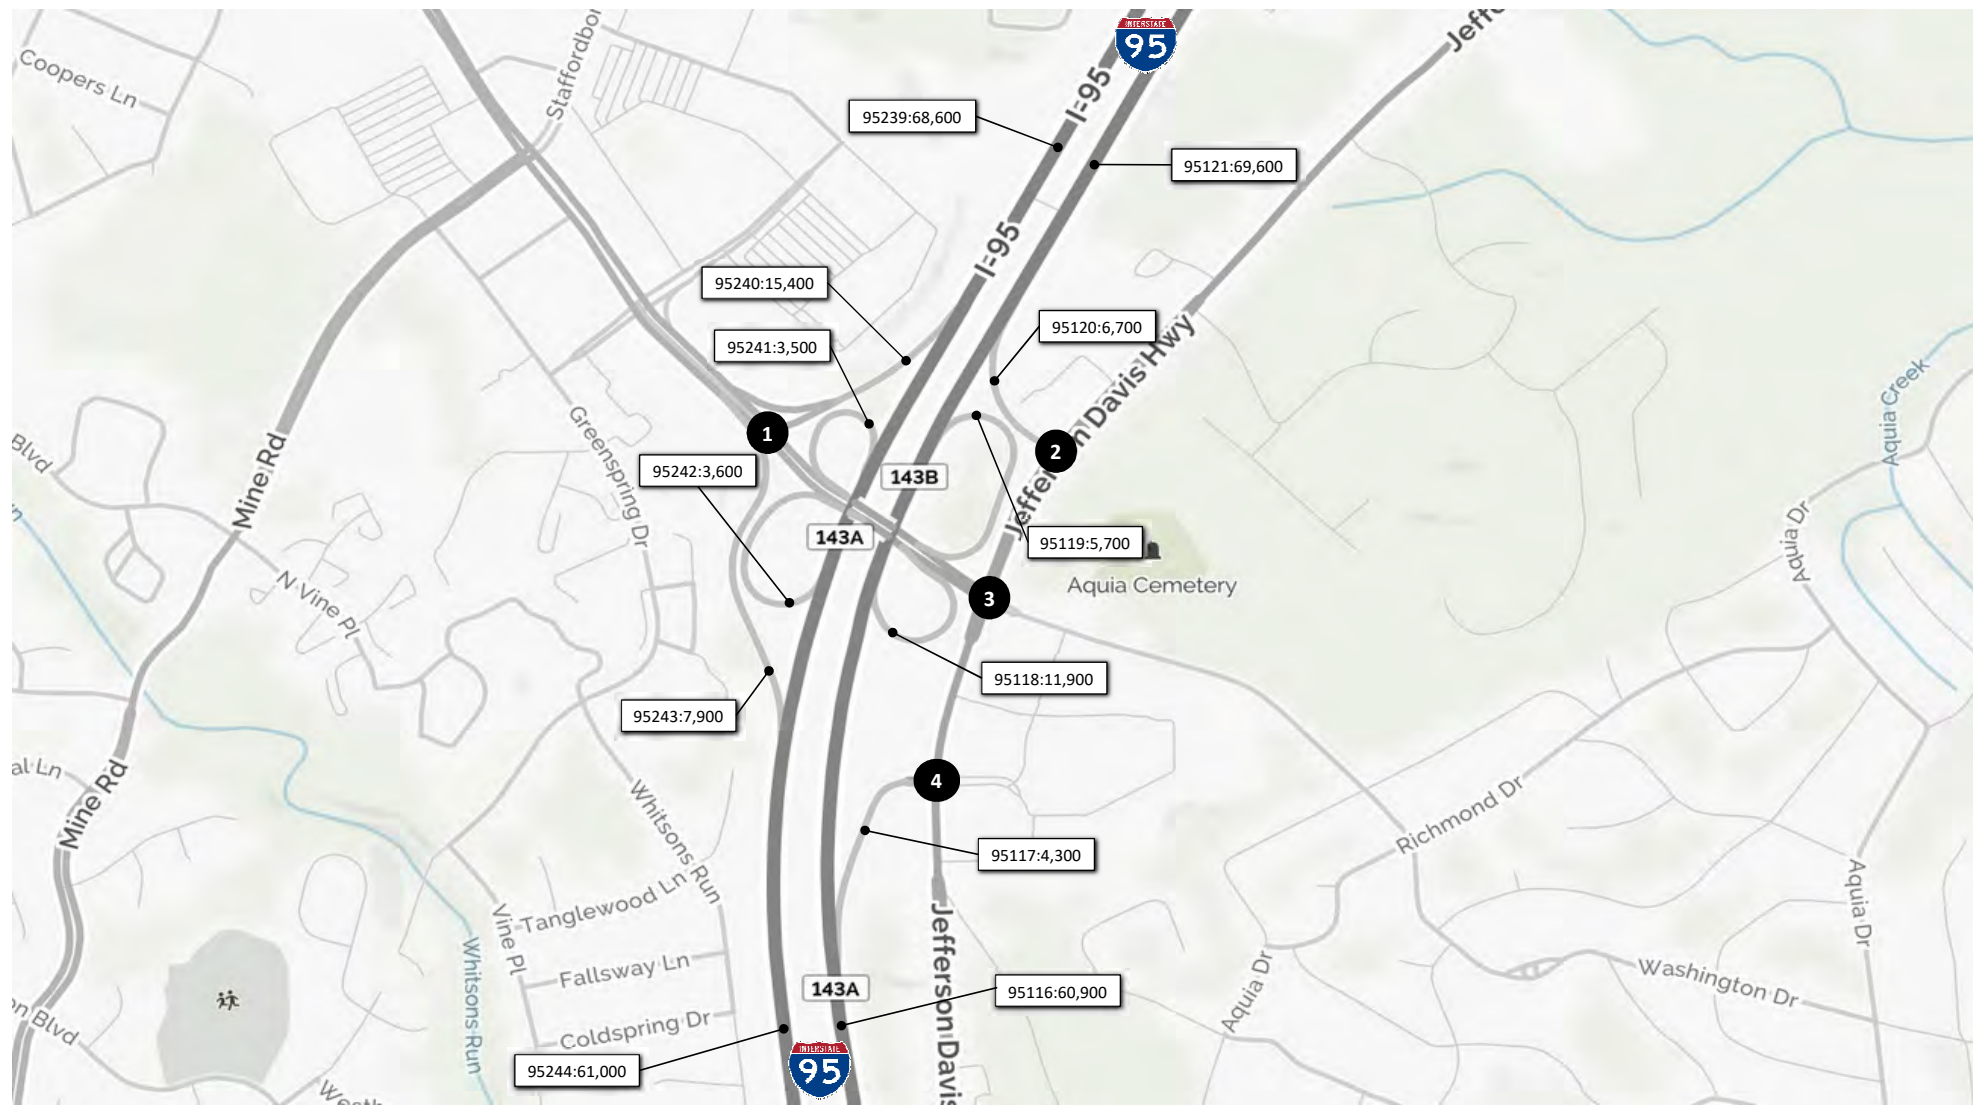 INTERSTATE
95
Coopers Ln
I-95
95239:68,600
95121:69,600
I-95
95240:15,400
95120:6,700
95241:3,500
Jefferson Davis Hwy
Aquia Creek
1
2
Blvd
Mine Rd
Greenspring Dr
95242:3,600
143B
143A
95119:5,700
Aquia Dr
Aquia Cemetery
N Vine Pl
3
95118:11,900
95243:7,900
4
Mine Rd
Whitsons Run
Richmond Dr
95117:4,300
Tanglewood Ln
Vine Pl
Whitsons Run
Fallsway Ln
Aquia Dr
Jefferson Davis
143A
95116:60,900
Aquia Dr
Washington Dr
Coldspring Dr
Blvd
95244:61,000
INTERSTATE
95